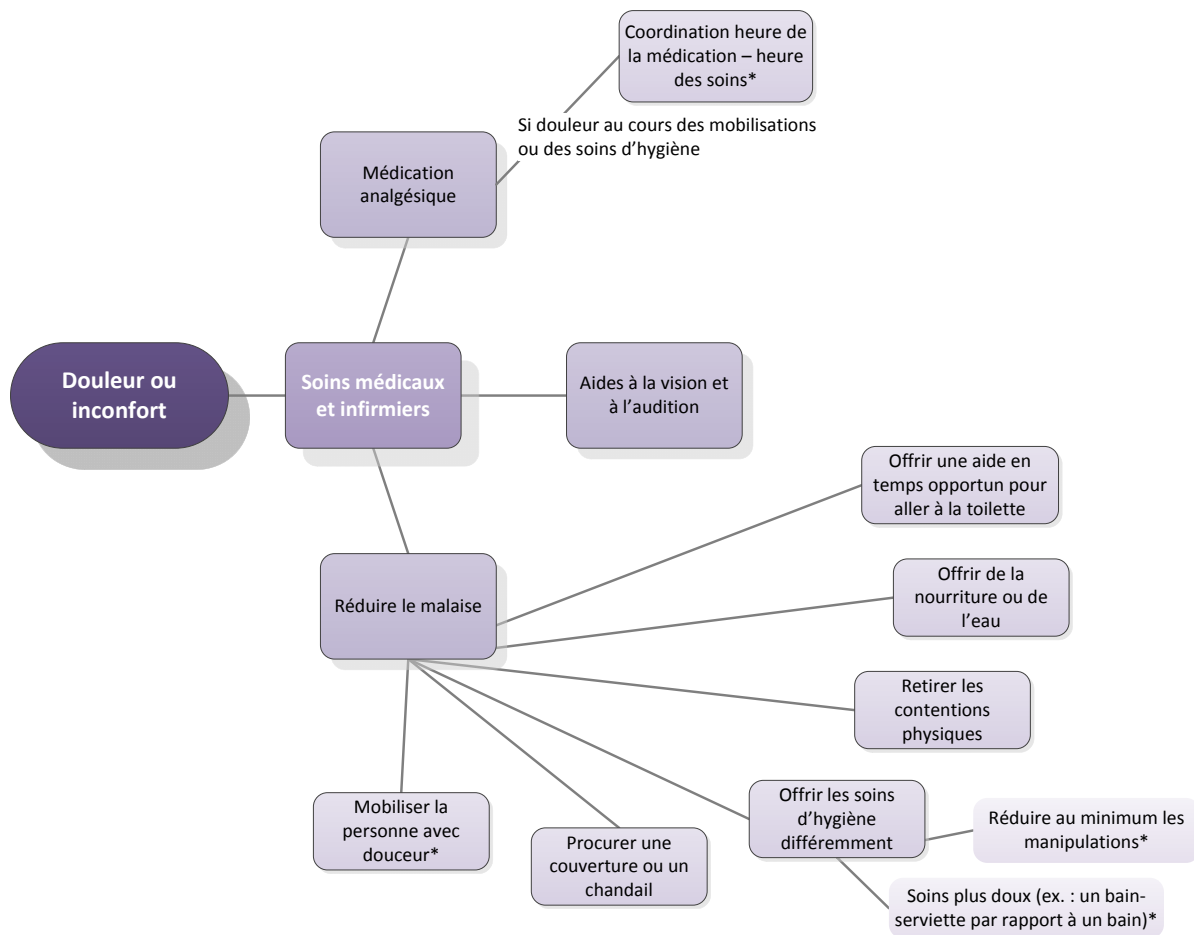 Coordination heure de
la médication – heure
des soins*
Si douleur au cours des mobilisations
ou des soins d’hygiène
Médication
analgésique
Douleur ou
inconfort
Soins médicaux
et infirmiers
Aides à la vision et
à l’audition
Offrir une aide en
temps opportun pour
aller à la toilette
Offrir de la
nourriture ou de
l’eau
Réduire le malaise
Retirer les
contentions
physiques
Mobiliser la
personne avec
douceur*
Procurer une
couverture ou un
chandail
Offrir les soins
d’hygiène
différemment
Réduire au minimum les
manipulations*
Soins plus doux (ex. : un bain-
serviette par rapport à un bain)*